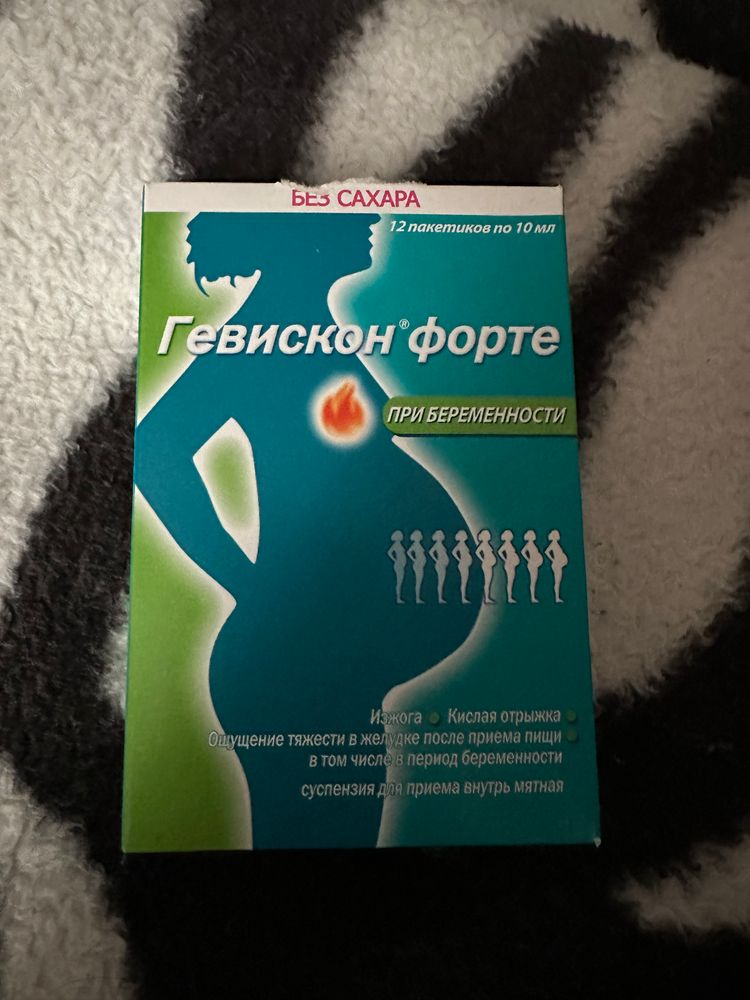 БЕЗ САХАРА
12 пакетиков по 10 мл
Гевискон® форте
ПРИ БЕРЕМЕННОСТИ
Изжога • Кислая отрыжка •
Ощущение тяжести в желудке после приема пищи •
в том числе в период беременности
суспензия для приема внутрь мятная